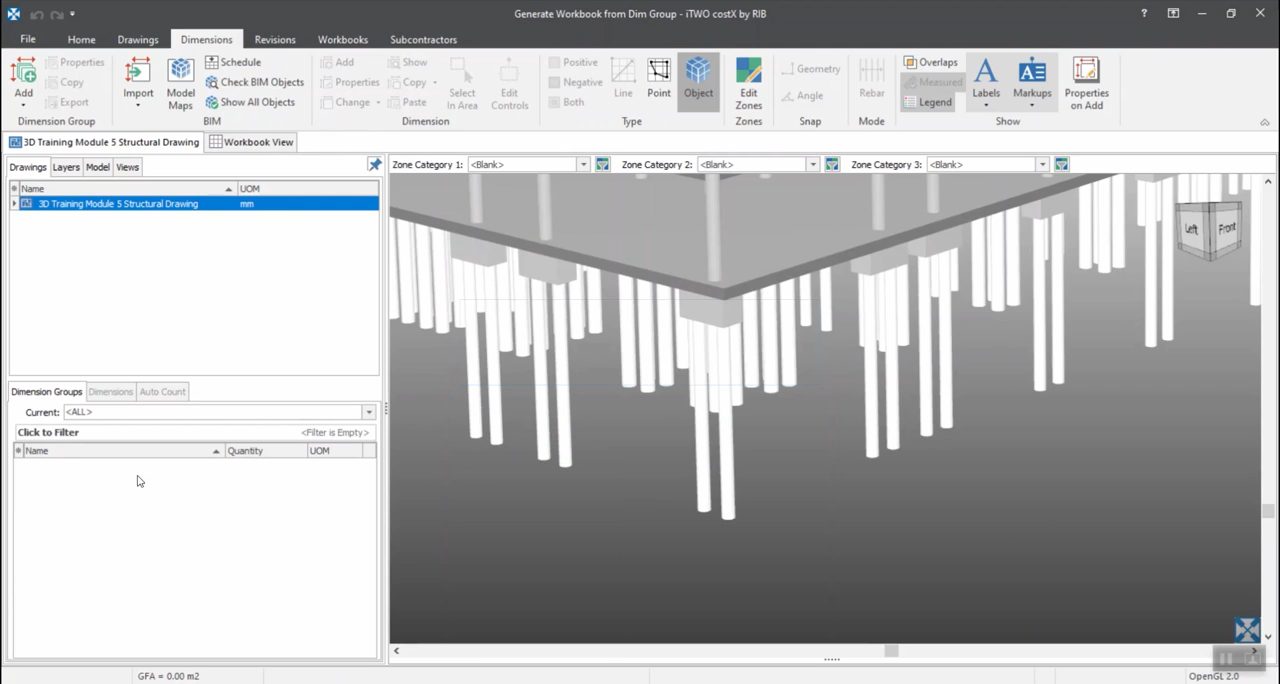 Generate Workbook from Dim Group - iTWO costX by RIB
?
File Home Drawings Dimensions Revisions Workbooks Subcontractors
Add
Properties
Copy
Export
Dimension Group
Import
Model Maps
Schedule
Check BIM Objects
Show All Objects
BIM
Add
Properties
Change
Show
Copy
Paste
Select In Area
Edit Controls
Dimension
Positive
Negative
Both
Line
Point
Object
Type
Edit Zones
Zones
Geometry
Angle
Snap
Rebar
Mode
Overlaps
Measured
Legend
Labels
Markups
Properties on Add
Show
3D Training Module 5 Structural Drawing Workbook View
Drawings Layers Model Views
Zone Category 1: <Blank> Zone Category 2: <Blank> Zone Category 3: <Blank>
Name UOM
3D Training Module 5 Structural Drawing mm
Left Front
Dimension Groups Dimensions Auto Count
Current: <ALL>
Click to Filter <Filter is Empty>
Name Quantity UOM
GFA = 0.00 m2 OpenGL 2.0